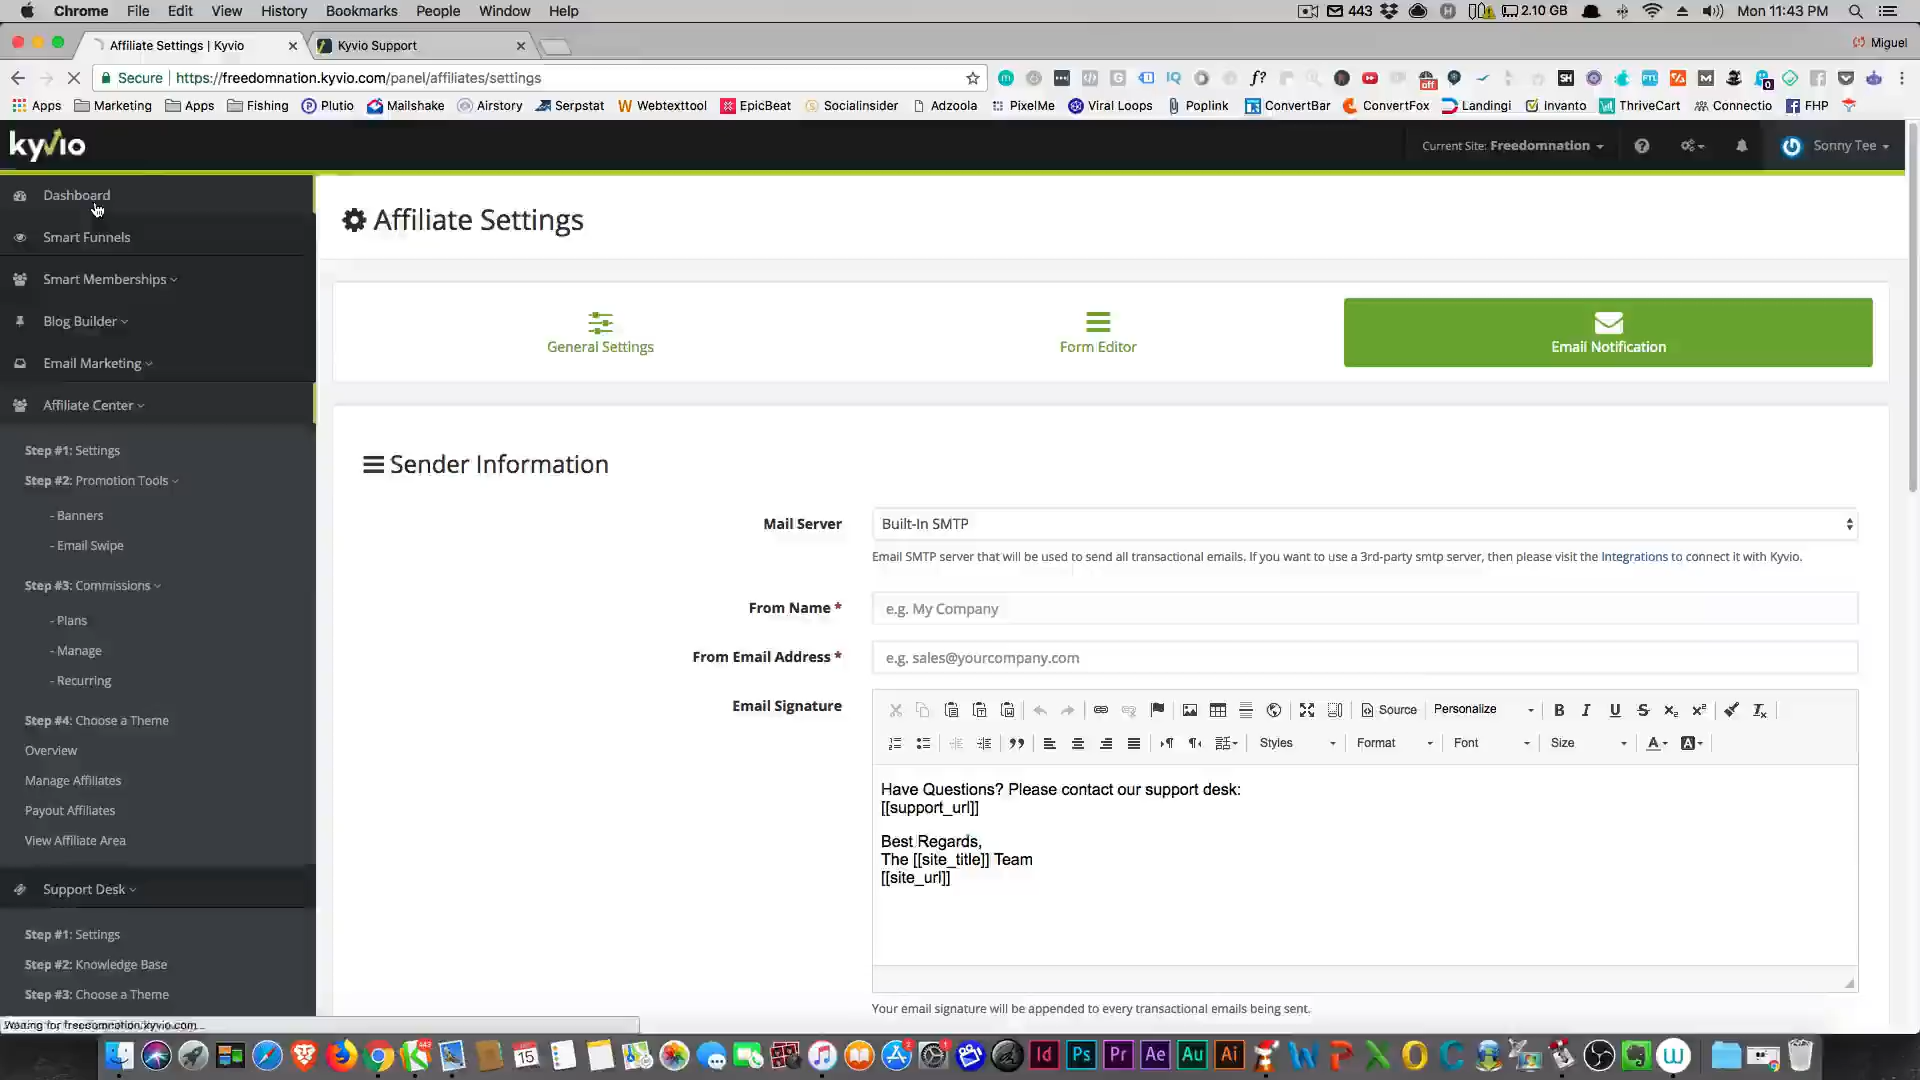 Chrome File Edit View History Bookmarks People Window Help 443 2.10 GB Mon 11:43 PM
Affiliate Settings | Kyvio Kyvio Support Miguel
Secure https://freedomnation.kyvio.com/panel/affiliates/settings
Apps Marketing Apps Fishing Plutio Mailshake Airstory Serpstat Webtexttool EpicBeat Socialinsider Adzoola PixelMe Viral Loops Poplink ConvertBar ConvertFox Landingi Invanto ThriveCart Connectio FHP
kyvio Current Site: Freedomnation Sonny Tee
Dashboard
Smart Funnels
Smart Memberships
Blog Builder
Email Marketing
Affiliate Center
Step #1: Settings
Step #2: Promotion Tools
- Banners
- Email Swipe
Step #3: Commissions
- Plans
- Manage
- Recurring
Step #4: Choose a Theme
Overview
Manage Affiliates
Payout Affiliates
View Affiliate Area
Support Desk
Step #1: Settings
Step #2: Knowledge Base
Step #3: Choose a Theme
Waiting for freedomnation.kyvio.com...
Affiliate Settings
General Settings Form Editor Email Notification
Sender Information
Mail Server Built-In SMTP
Email SMTP server that will be used to send all transactional emails. If you want to use a 3rd-party smtp server, then please visit the Integrations to connect it with Kyvio.
From Name * e.g. My Company
From Email Address * e.g. sales@yourcompany.com
Email Signature
Source Personalize B I U S x₂ x² Tx
Styles Format Font Size A A
Have Questions? Please contact our support desk:
[[support_url]]
Best Regards,
The [[site_title]] Team
[[site_url]]
Your email signature will be appended to every transactional emails being sent.